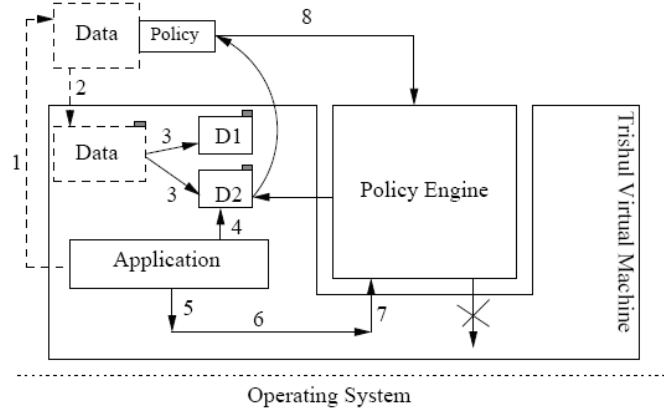 Data
Policy
8
2
1
Data
3
D1
3
D2
4
Policy Engine
Trishul Virtual Machine
Application
5
6
7
Operating System